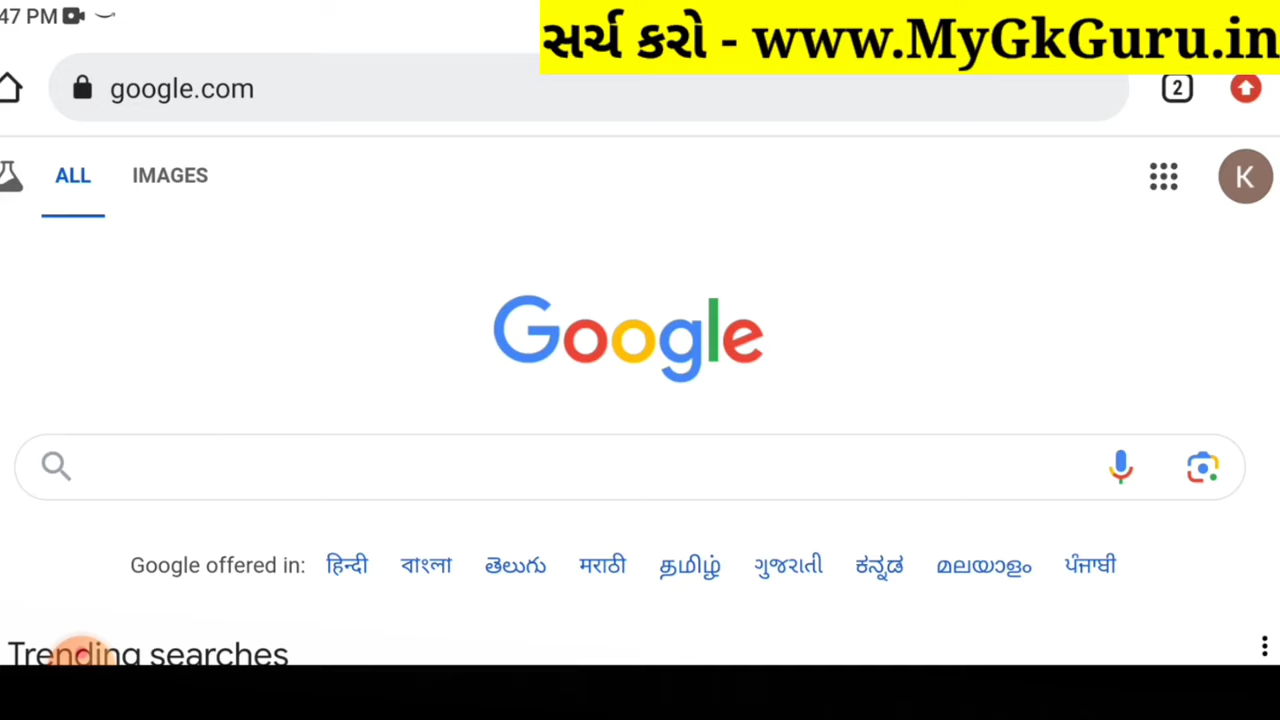 47 PM
સર્ચ કરો - www.MyGkGuru.in
google.com
2
ALL IMAGES
K
Google
Google offered in: हिन्दी বাংলা తెలుగు मराठी தமிழ் ગુજરાતી ಕನ್ನಡ മലയാളം ਪੰਜਾਬੀ
Trending searches